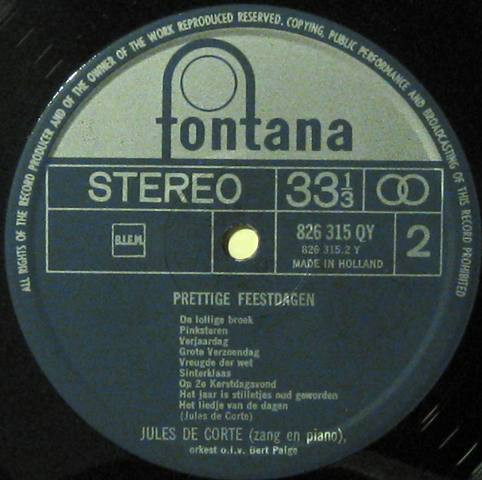 ALL RIGHTS OF THE RECORD PRODUCER AND OF THE OWNER OF THE WORK REPRODUCED RESERVED. COPYING, PUBLIC PERFORMANCE AND BROADCASTING OF THIS RECORD PROHIBITED
fontana
STEREO 33 1/3
B.I.E.M. 826 315 QY 2
826 315.2 Y
MADE IN HOLLAND
PRETTIGE FEESTDAGEN
De lollige broek
Pinksteren
Verjaardag
Grote Verzoendag
Vreugde der wet
Sinterklaas
Op 2e Kerstdagavond
Het jaar is stilletjes oud geworden
Het liedje van de dagen
(Jules de Corte)
JULES DE CORTE (zang en piano),
orkest o.l.v. Bert Paige